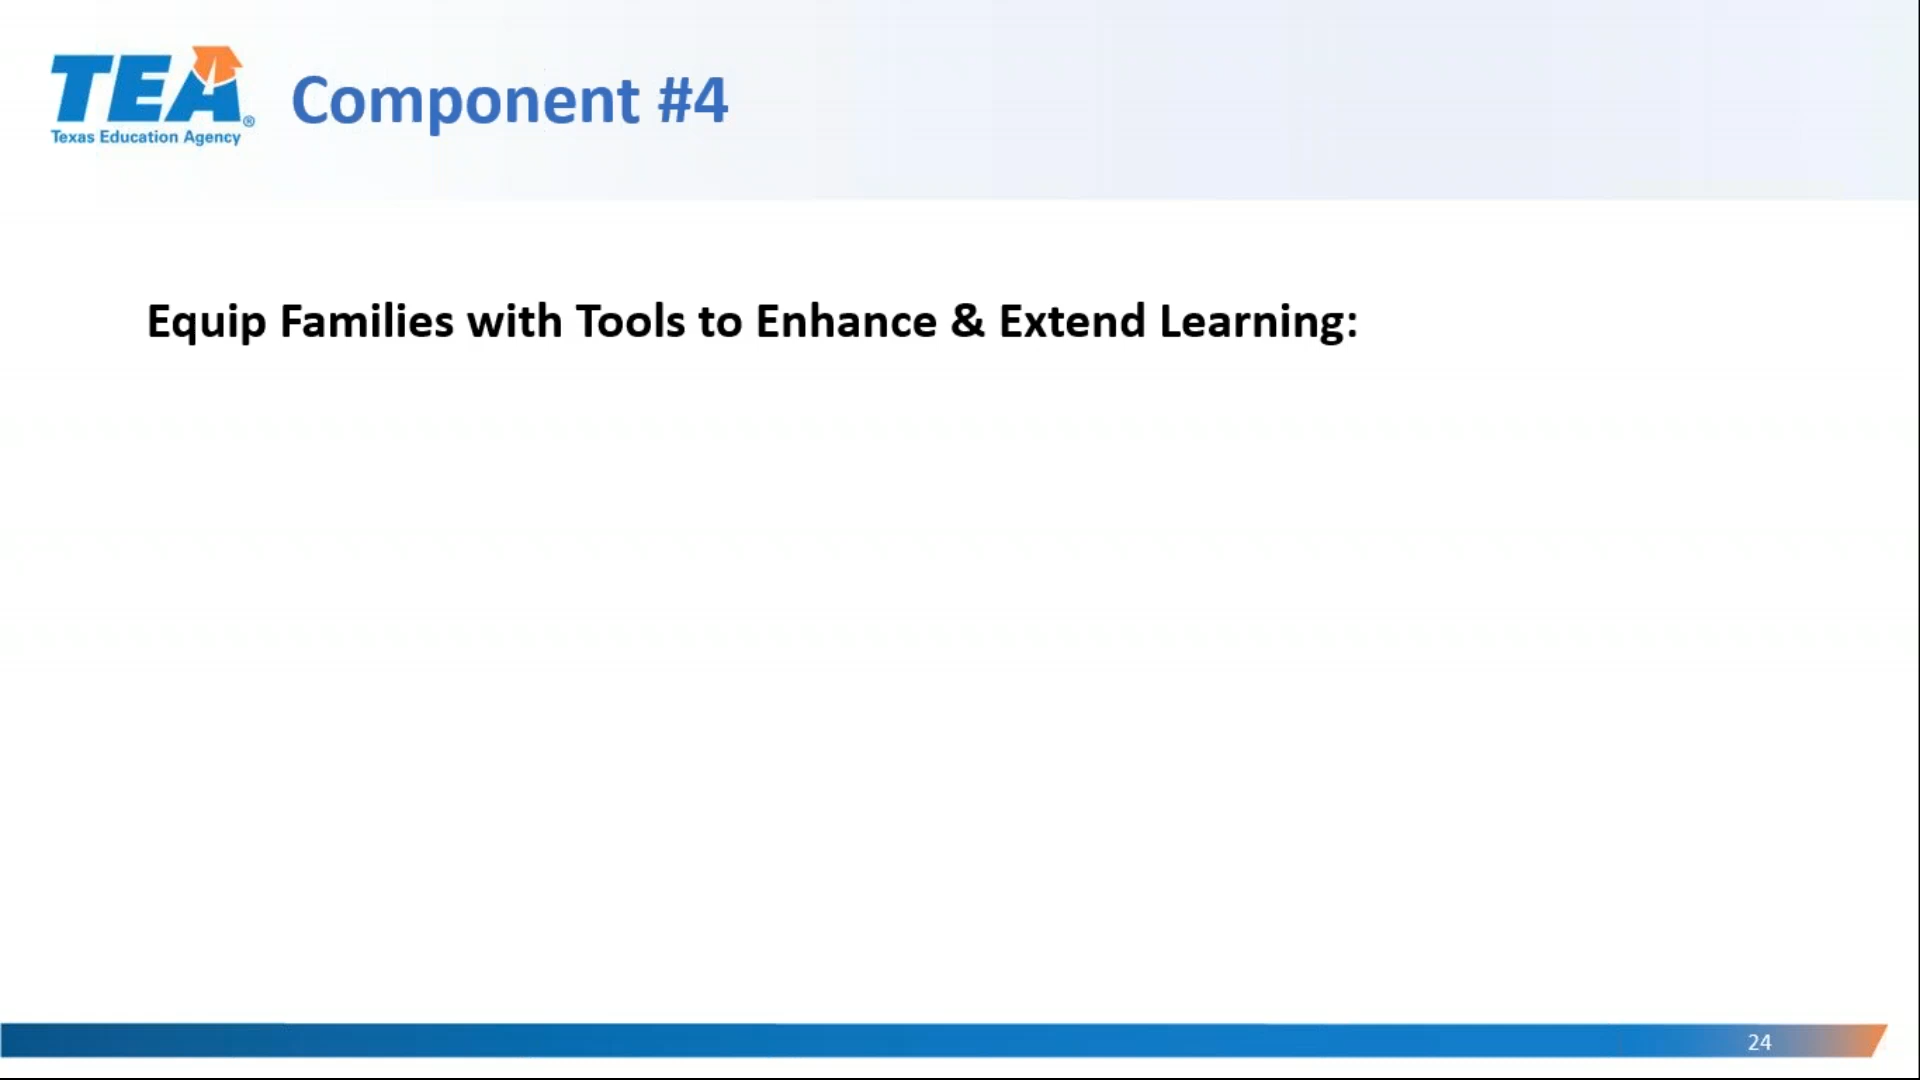 TEA®
Texas Education Agency
Component #4
Equip Families with Tools to Enhance & Extend Learning:
24